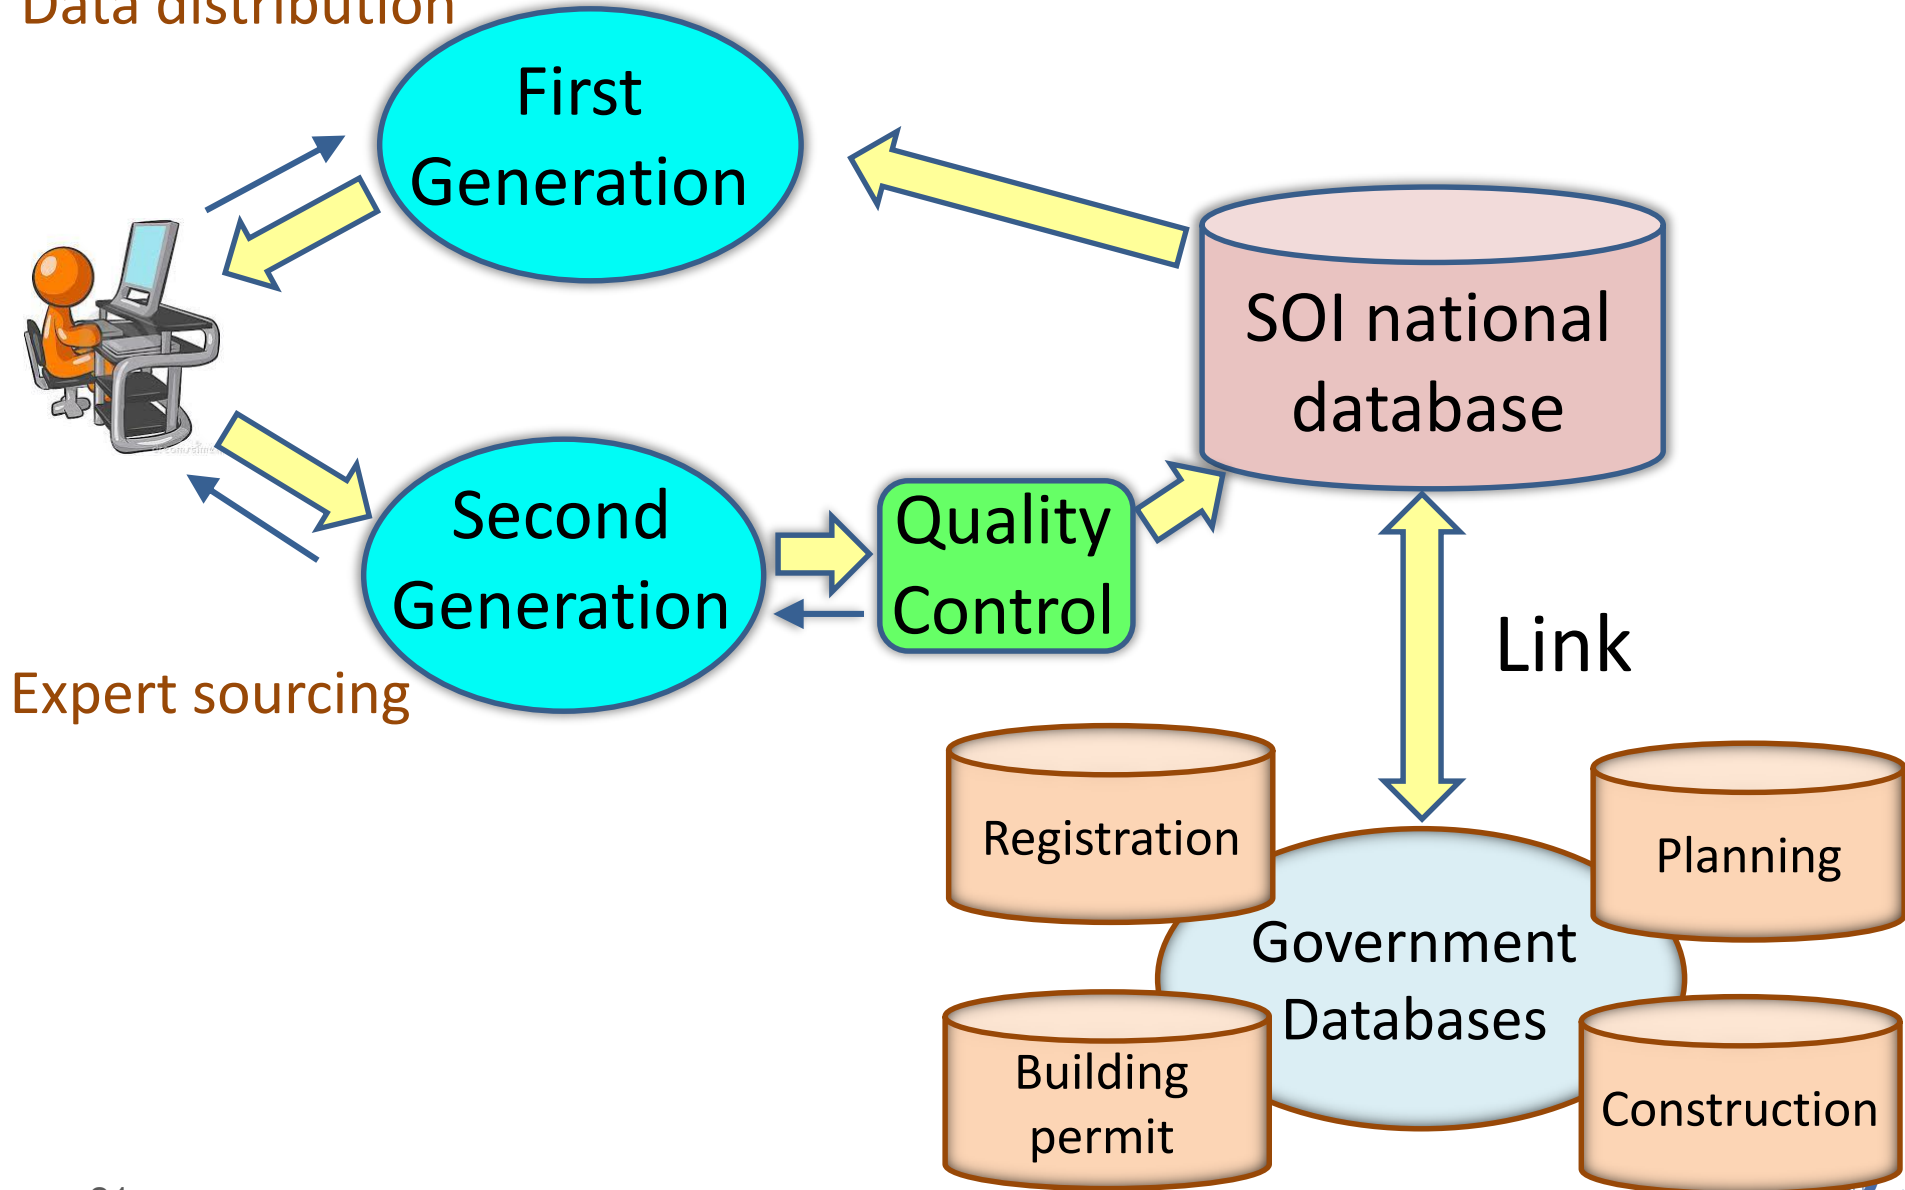 Data distribution
First
Generation
SOI national
database
Second
Generation
Quality
Control
Expert sourcing
Link
Registration
Planning
Government
Databases
Building
permit
Construction